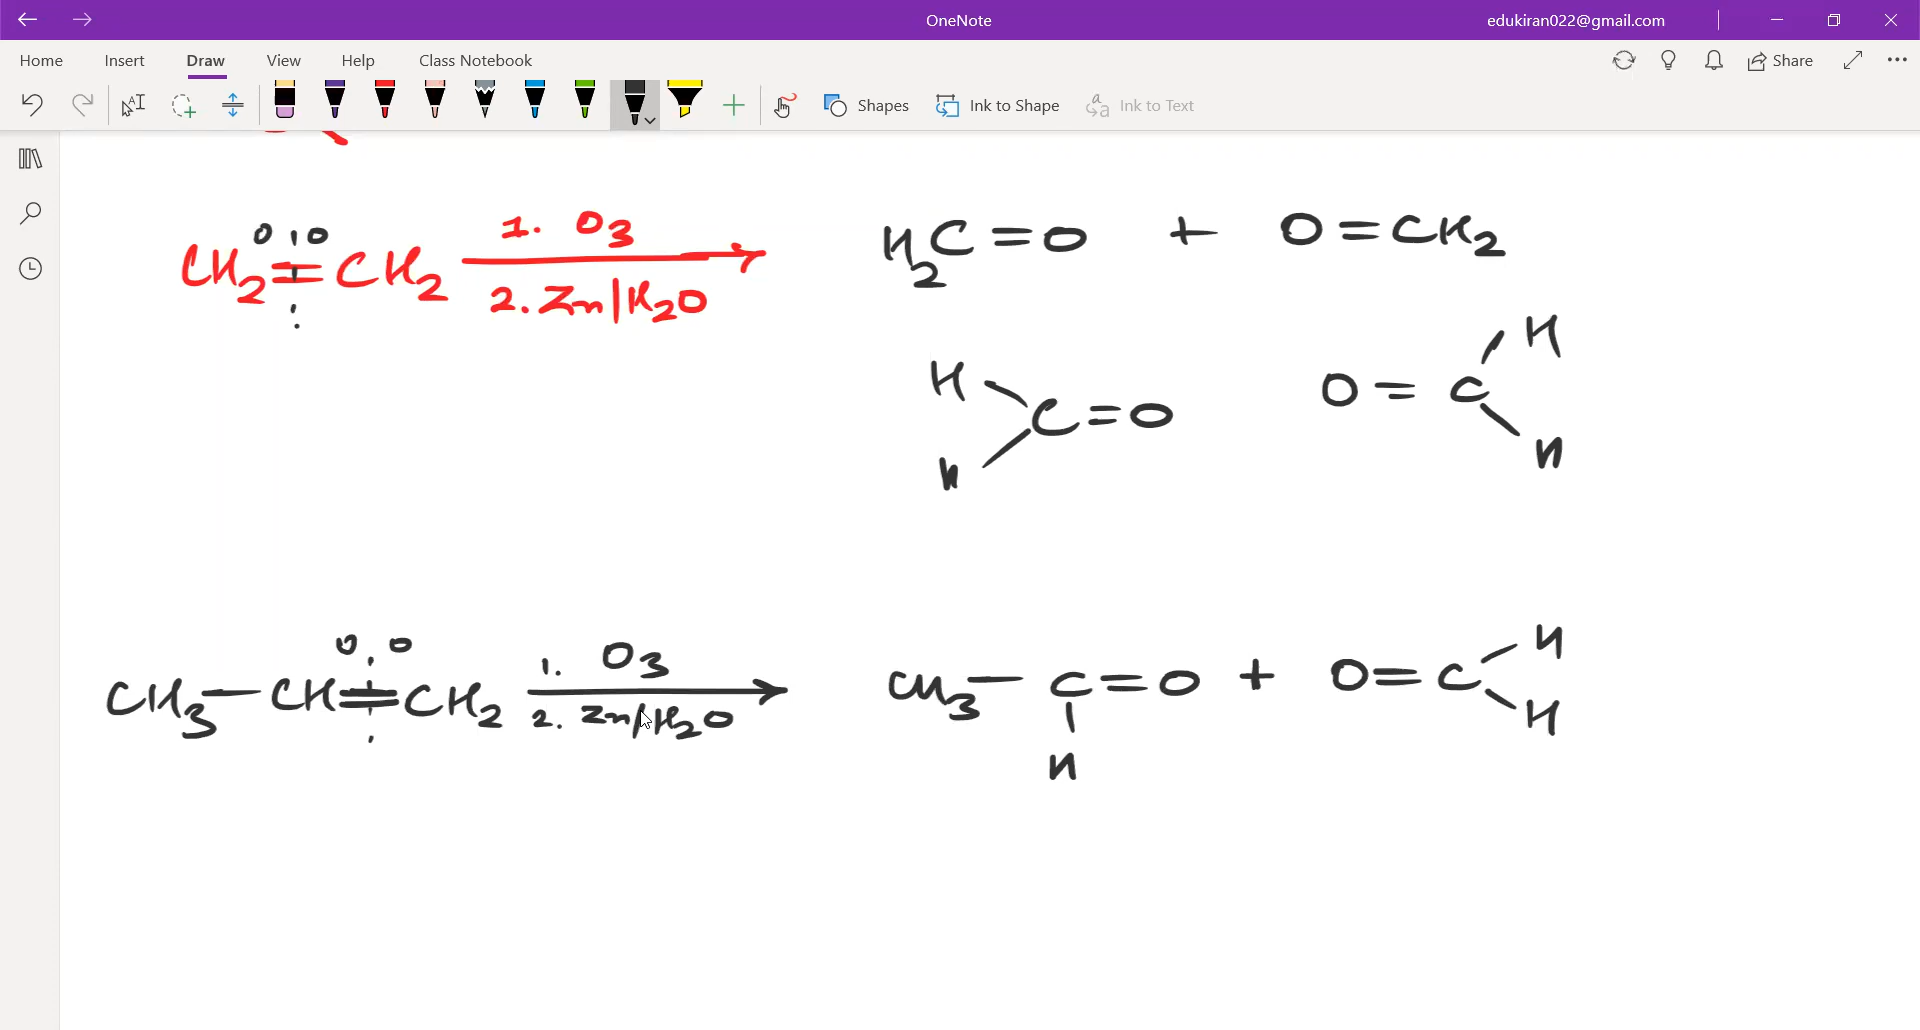 OneNote
edukiran022@gmail.com
Home Insert Draw View Help Class Notebook
Share
Shapes Ink to Shape Ink to Text
1. O3
CH2=CH2
2. Zn|H2O
O O
H2C=O + O=CH2
H
H
C=O O=C
H H
O O
1. O3
CH3—CH=CH2
2. Zn/H2O
H
CH3—C=O + O=C
H
H